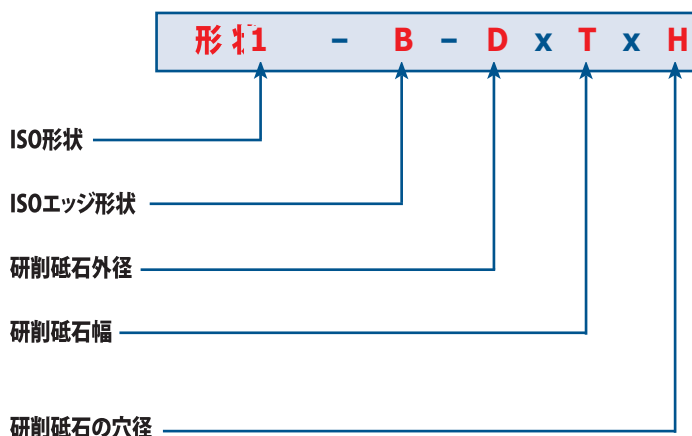 形状1 - B - D x T x H
ISO形状
ISOエッジ形状
研削砥石外径
研削砥石幅
研削砥石の穴径